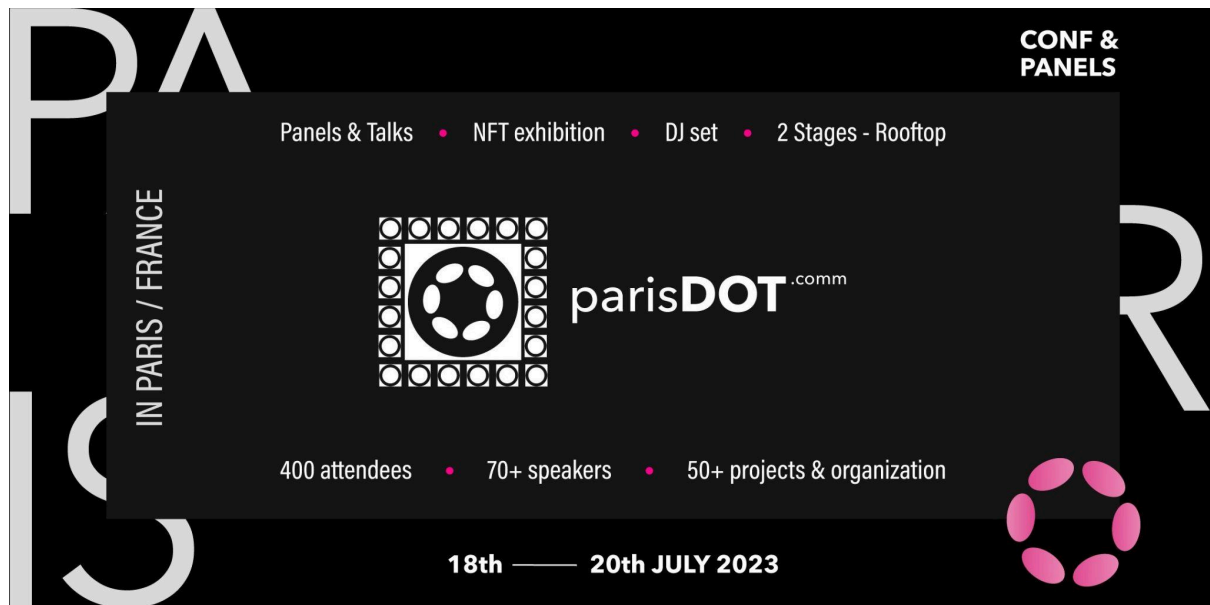 PARIS
CONF &
PANELS
Panels & Talks • NFT exhibition • DJ set • 2 Stages - Rooftop
IN PARIS / FRANCE
parisDOT.comm
400 attendees • 70+ speakers • 50+ projects & organization
18th —— 20th JULY 2023